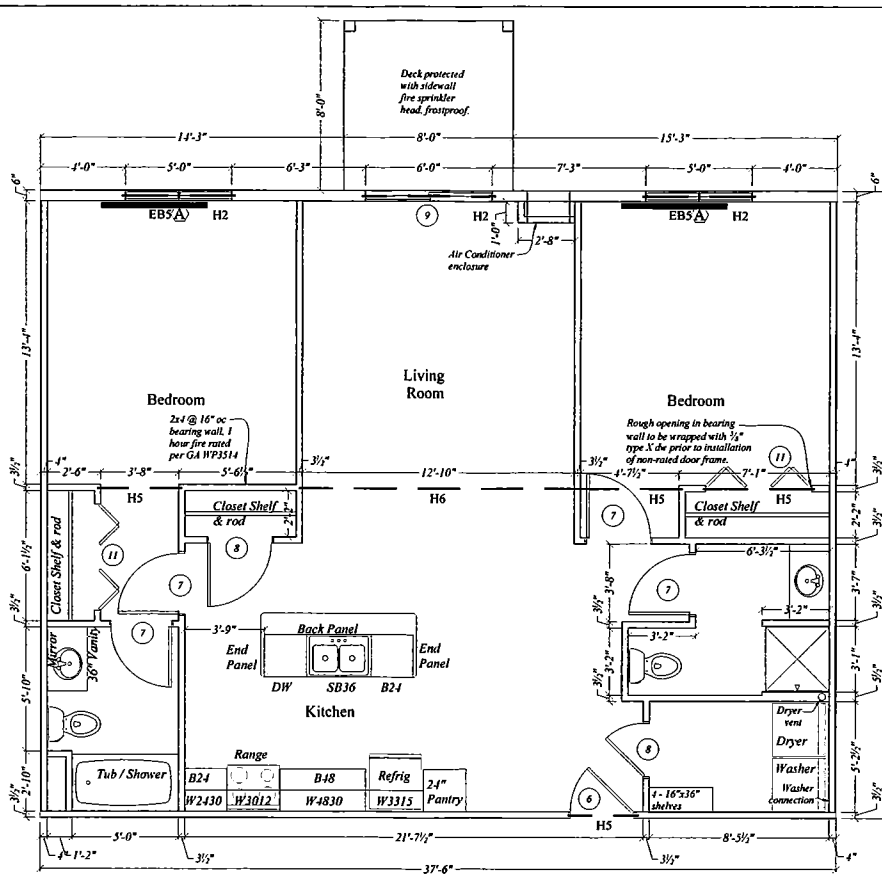 Deck protected
with sidewall
fire sprinkler
head, frostproof.
8'-0"
14'-3"
8'-0"
15'-3"
4'-0"
5'-0"
6'-3"
6'-0"
7'-3"
5'-0"
4'-0"
6"
6"
EB5 A H2
9
H2
EB5 A H2
1'-0"
2'-8"
Air Conditioner
enclosure
13'-4"
13'-4"
Bedroom
Living
Room
Bedroom
2x4 @ 16" oc
bearing wall, 1
hour fire rated
per GA WP3514
Rough opening in bearing
wall to be wrapped with 5/8"
type X dw prior to installation
of non-rated door frame.
11
4"
3½"
3½"
4"
3½"
2'-6"
3'-8"
5'-6½"
12'-10"
4'-7½"
7'-1"
3½"
H5
H6
H5
H5
Closet Shelf
& rod
2'-2"
7
Closet Shelf
& rod
2'-2"
3½"
6'-1½"
Closet Shelf & rod
11
7
8
3'-8"
7
6'-3½"
3'-7"
3½"
7
3½"
3'-2"
3½"
Mirror
36" Vanity
3'-9"
Back Panel
End
Panel
End
Panel
3'-2"
3'-2"
3'-1"
3½"
5½"
DW
SB36
B24
5'-10"
Kitchen
Dryer
vent
Dryer
8
Range
Tub / Shower
B24
B48
Refrig
24"
Pantry
Washer
5'-2½"
2'-10"
W2430
W3012
W4830
W3315
6
4 - 16"x36"
shelves
Washer
connection
3½"
3½"
H5
5'-0"
21'-7½"
8'-5½"
4"
1'-2"
3½"
3½"
4"
37'-6"